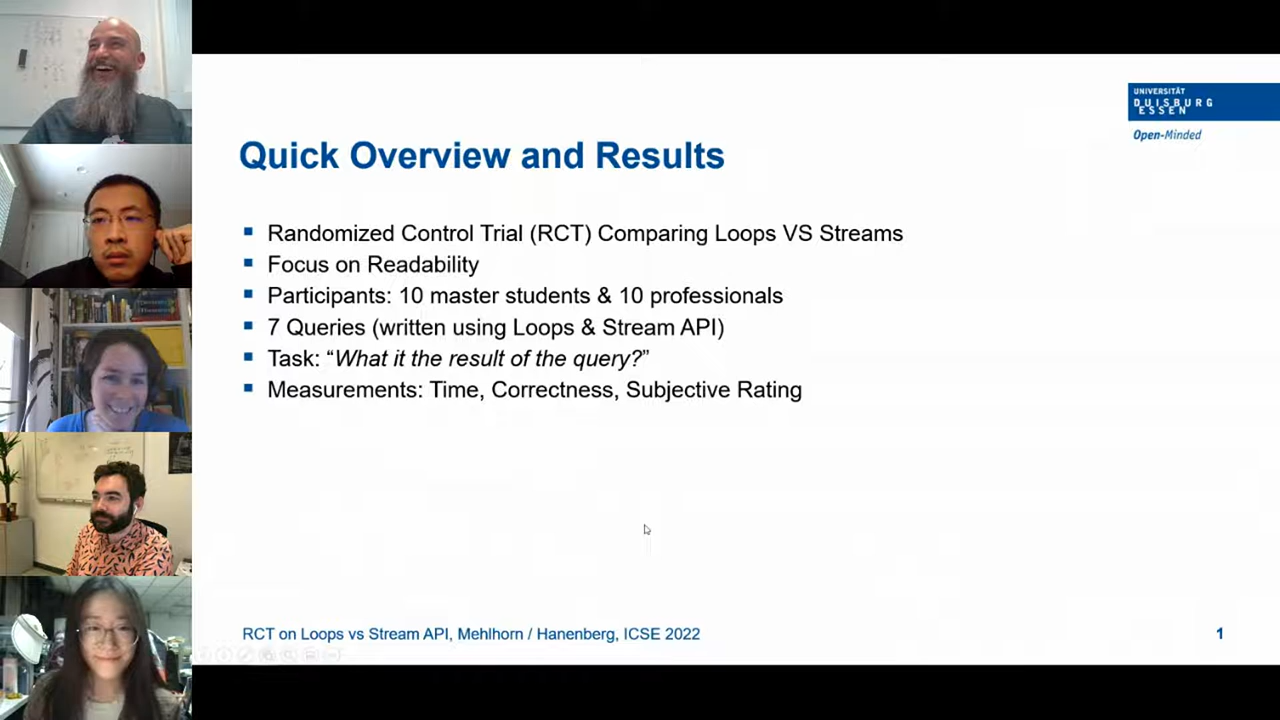 UNIVERSITÄT
DUISBURG
ESSEN
Open-Minded
Quick Overview and Results
Randomized Control Trial (RCT) Comparing Loops VS Streams
Focus on Readability
Participants: 10 master students & 10 professionals
7 Queries (written using Loops & Stream API)
Task: “What it the result of the query?”
Measurements: Time, Correctness, Subjective Rating
RCT on Loops vs Stream API, Mehlhorn / Hanenberg, ICSE 2022
1